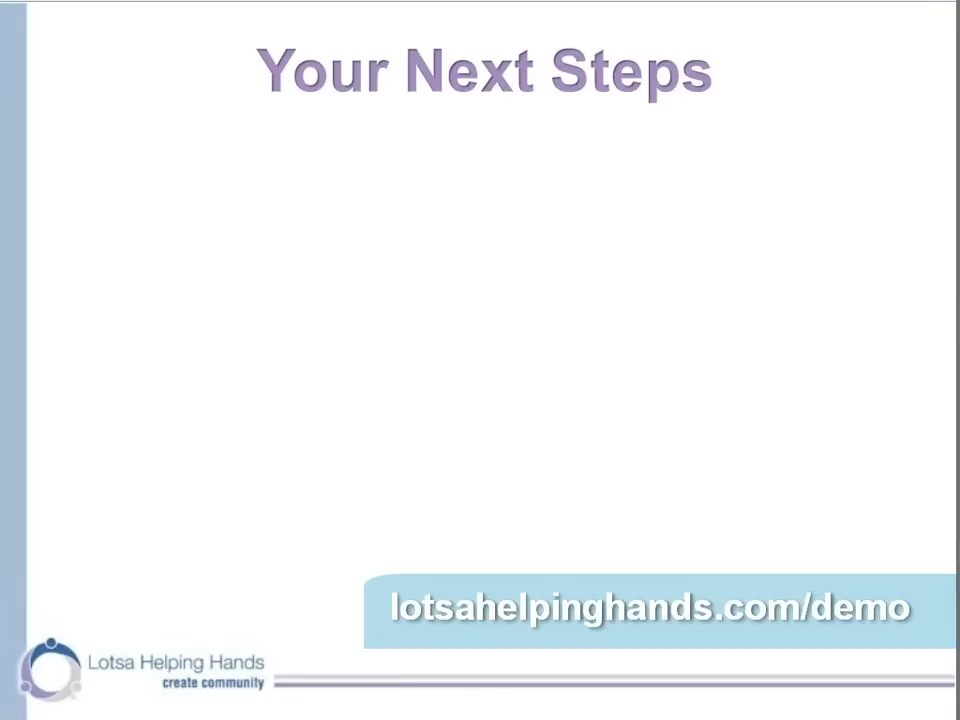 Your Next Steps
lotsahelpinghands.com/demo
Lotsa Helping Hands
create community